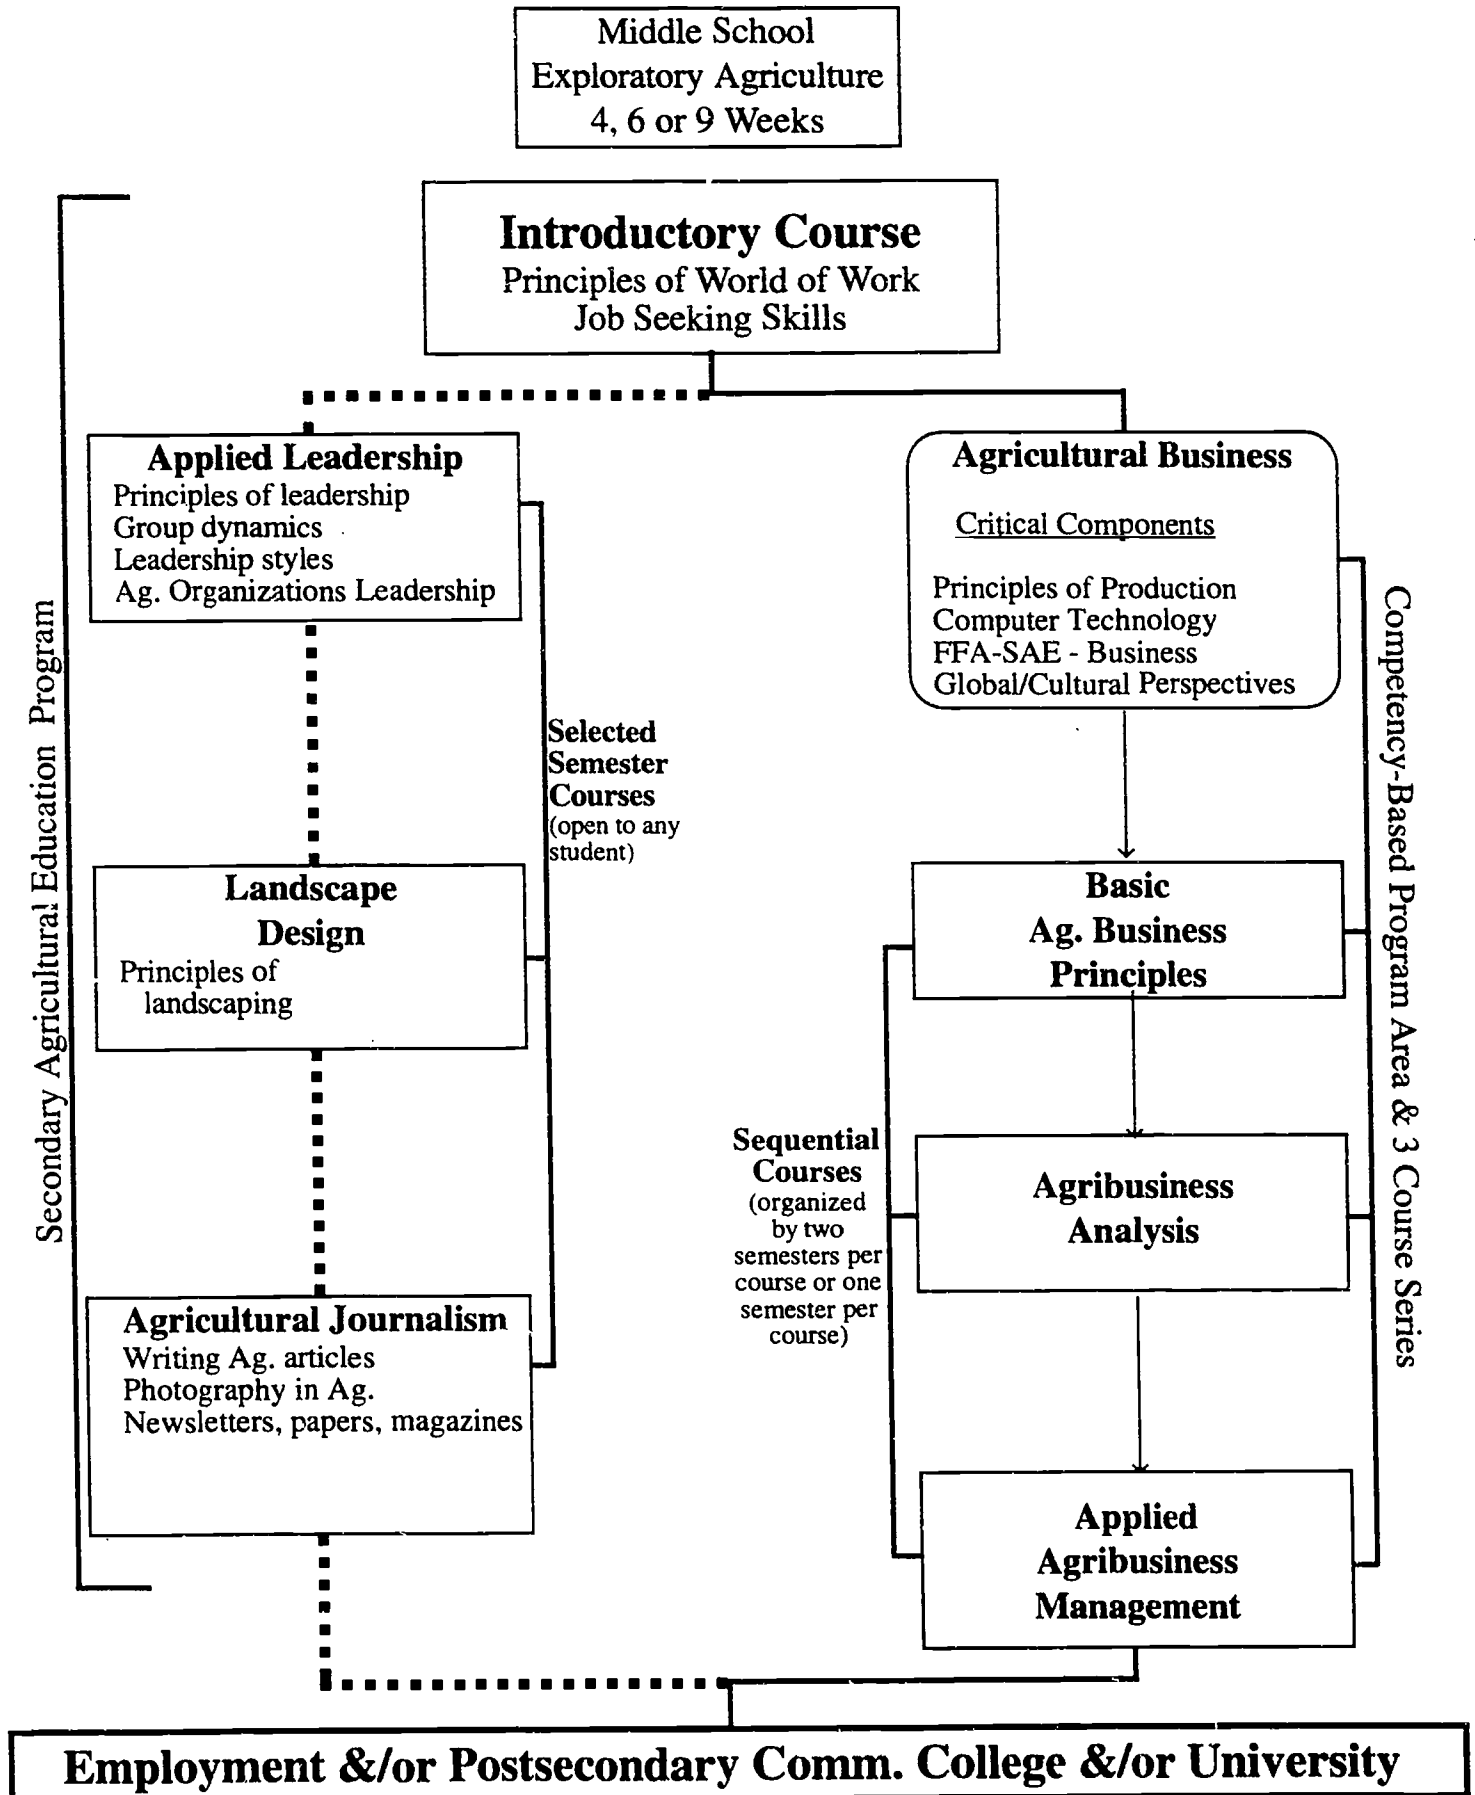 Middle School
Exploratory Agriculture
4, 6 or 9 Weeks
Introductory Course
Principles of World of Work
Job Seeking Skills
Secondary Agricultural Education Program
Applied Leadership
Principles of leadership
Group dynamics
Leadership styles
Ag. Organizations Leadership
Selected
Semester
Courses
(open to any
student)
Landscape
Design
Principles of
landscaping
Agricultural Journalism
Writing Ag. articles
Photography in Ag.
Newsletters, papers, magazines
Agricultural Business
Critical Components
Principles of Production
Computer Technology
FFA-SAE - Business
Global/Cultural Perspectives
Competency-Based Program Area & 3 Course Series
Basic
Ag. Business
Principles
Sequential
Courses
(organized
by two
semesters per
course or one
semester per
course)
Agribusiness
Analysis
Applied
Agribusiness
Management
Employment &/or Postsecondary Comm. College &/or University